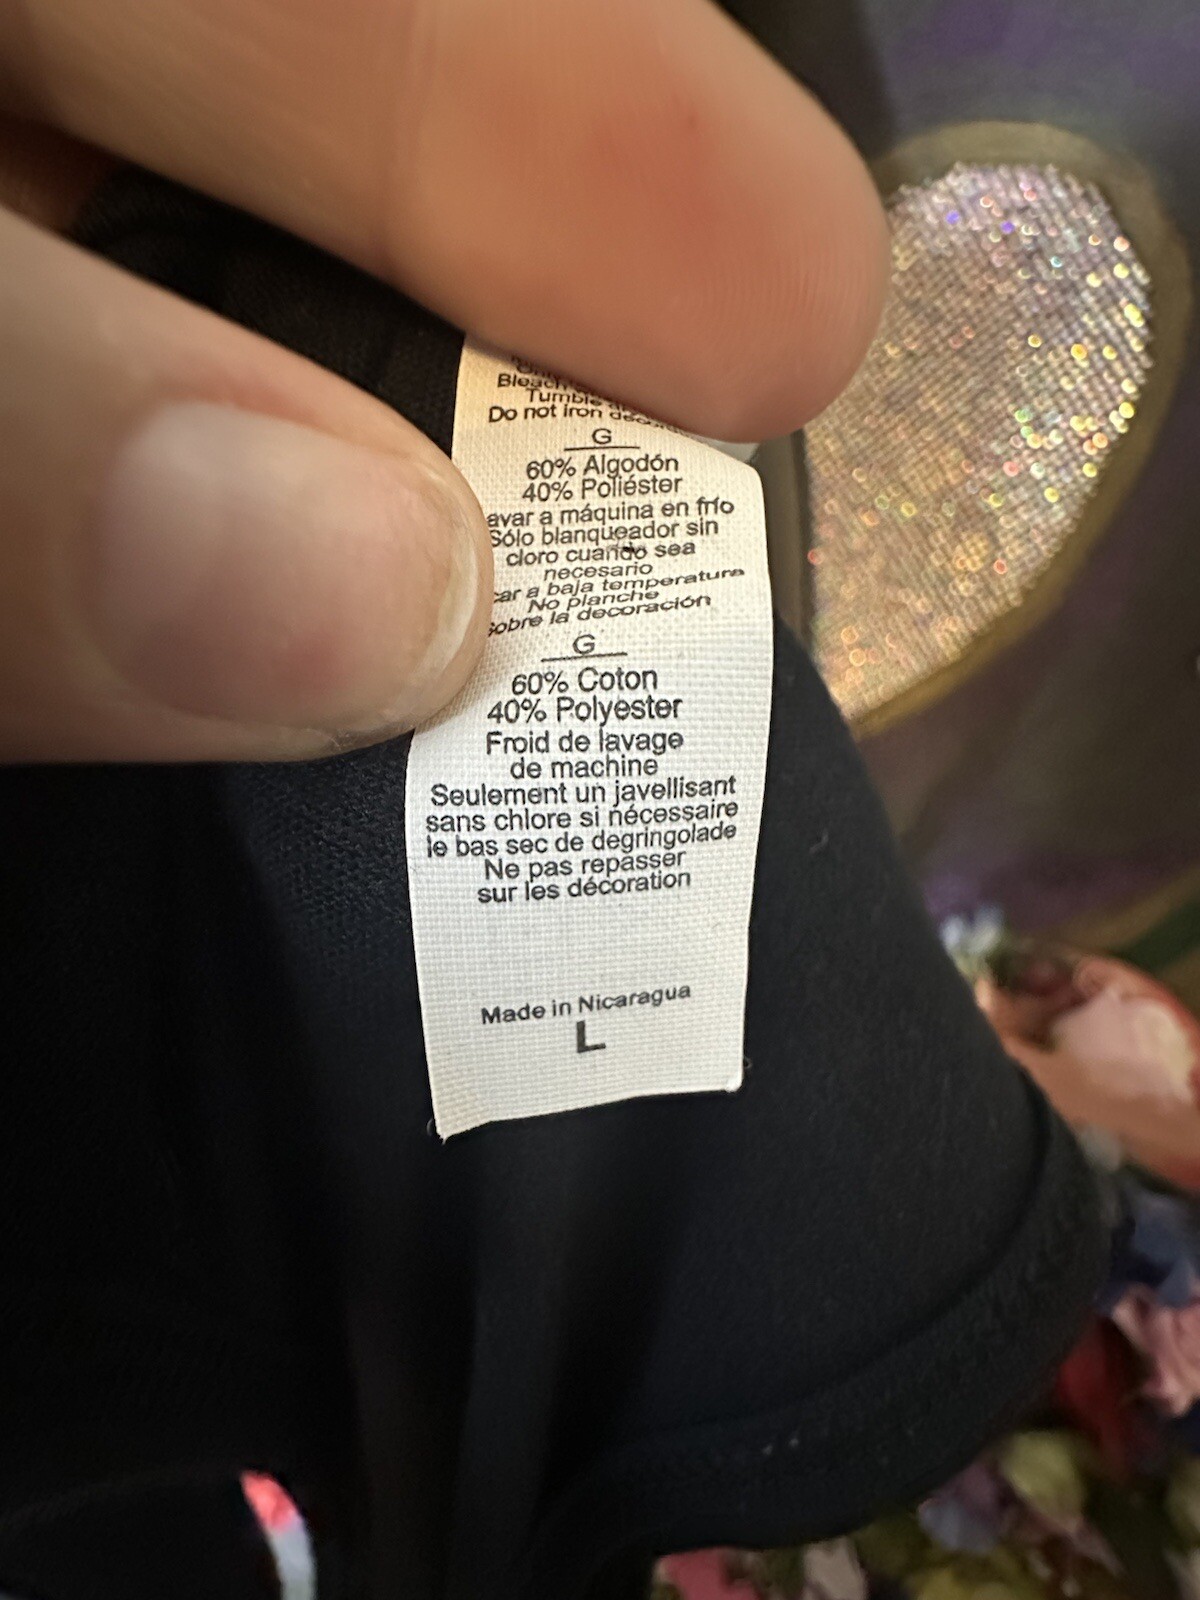 Bleach
Tumble
Do not iron
G
60% Algodón
40% Poliéster
avar a máquina en frío
Sólo blanqueador sin
cloro cuando sea
necesario
car a baja temperatura
No planche
sobre la decoración
G
60% Coton
40% Polyester
Froid de lavage
de machine
Seulement un javellisant
sans chlore si nécessaire
le bas sec de degringolade
Ne pas repasser
sur les décoration
Made in Nicaragua
L